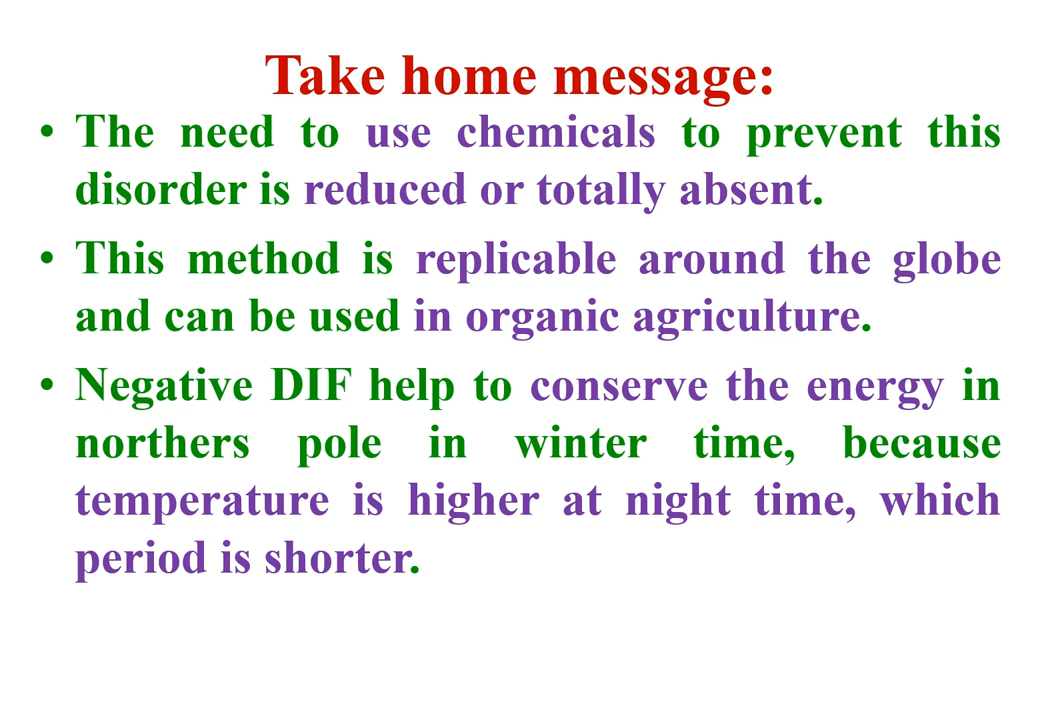 Take home message:
• The need to use chemicals to prevent this
disorder is reduced or totally absent.
• This method is replicable around the globe
and can be used in organic agriculture.
• Negative DIF help to conserve the energy in
northers pole in winter time, because
temperature is higher at night time, which
period is shorter.